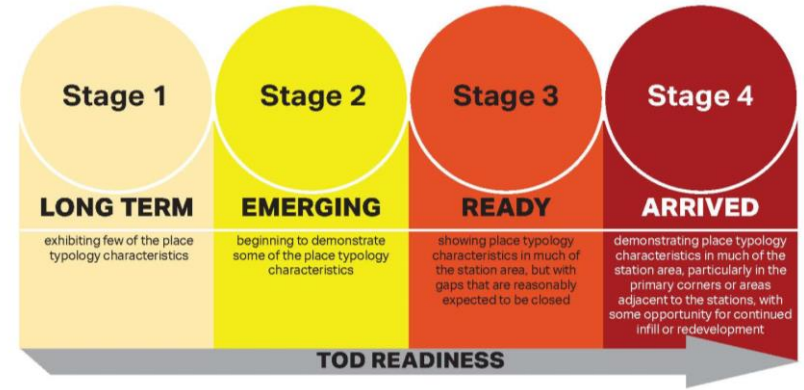 Stage 1
LONG TERM
exhibiting few of the place
typology characteristics
Stage 2
EMERGING
beginning to demonstrate
some of the place typology
characteristics
Stage 3
READY
showing place typology
characteristics in much of
the station area, but with
gaps that are reasonably
expected to be closed
Stage 4
ARRIVED
demonstrating place typology
characteristics in much of the
station area, particularly in the
primary corners or areas
adjacent to the stations, with
some opportunity for continued
infill or redevelopment
TOD READINESS